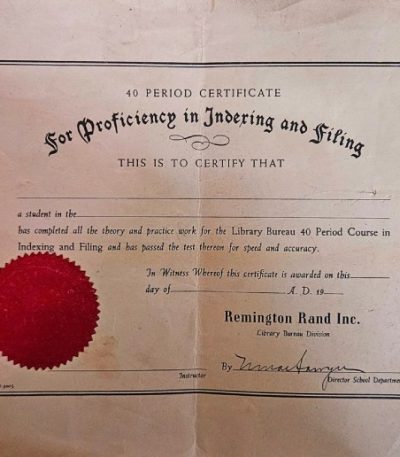 40 PERIOD CERTIFICATE
For Proficiency in Indexing and Filing
THIS IS TO CERTIFY THAT
a student in the
has completed all the theory and practice work for the Library Bureau 40 Period Course in
Indexing and Filing and has passed the test thereon for speed and accuracy.
In Witness Whereof this certificate is awarded on this
day of A. D. 19
Remington Rand Inc.
Library Bureau Division
By
Instructor
Director School Department